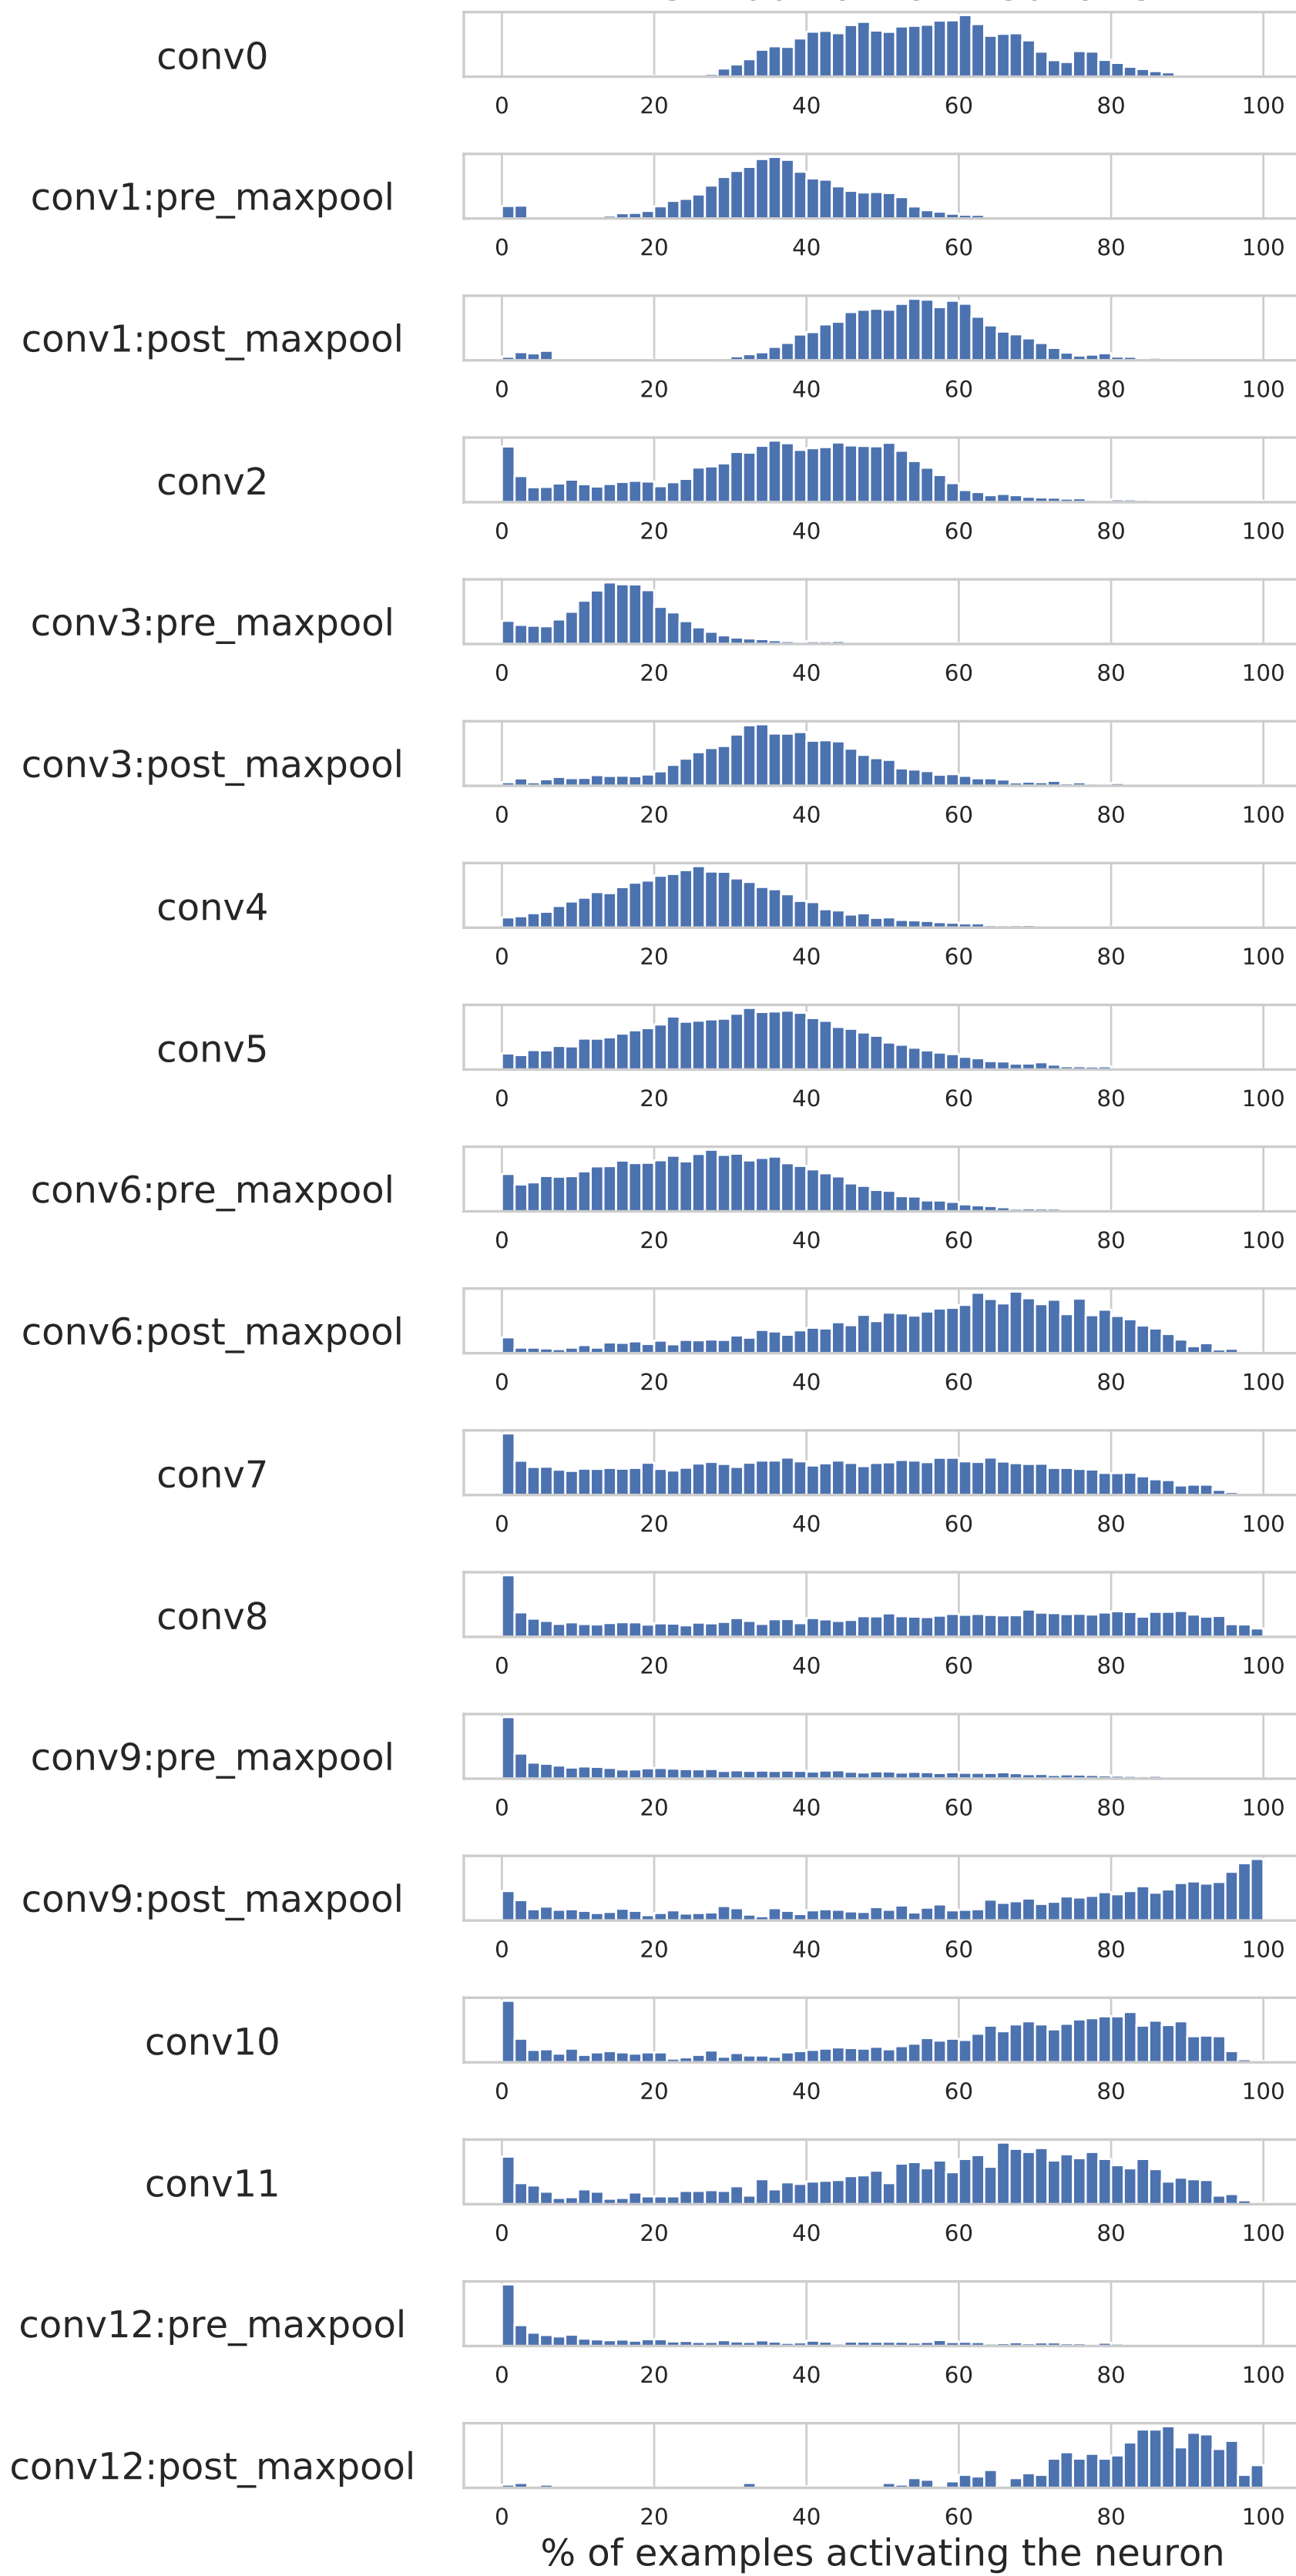 conv0
0 20 40 60 80 100
conv1:pre_maxpool
0 20 40 60 80 100
conv1:post_maxpool
0 20 40 60 80 100
conv2
0 20 40 60 80 100
conv3:pre_maxpool
0 20 40 60 80 100
conv3:post_maxpool
0 20 40 60 80 100
conv4
0 20 40 60 80 100
conv5
0 20 40 60 80 100
conv6:pre_maxpool
0 20 40 60 80 100
conv6:post_maxpool
0 20 40 60 80 100
conv7
0 20 40 60 80 100
conv8
0 20 40 60 80 100
conv9:pre_maxpool
0 20 40 60 80 100
conv9:post_maxpool
0 20 40 60 80 100
conv10
0 20 40 60 80 100
conv11
0 20 40 60 80 100
conv12:pre_maxpool
0 20 40 60 80 100
conv12:post_maxpool
0 20 40 60 80 100
% of examples activating the neuron